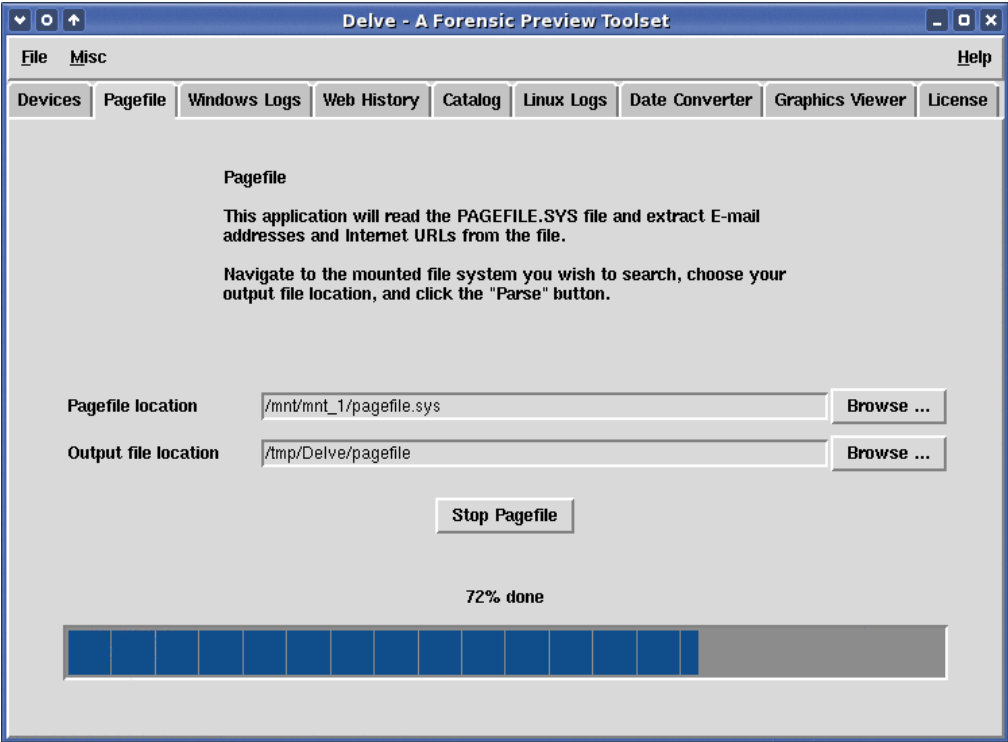 Delve - A Forensic Preview Toolset
File Misc Help
Devices Pagefile Windows Logs Web History Catalog Linux Logs Date Converter Graphics Viewer License
Pagefile
This application will read the PAGEFILE.SYS file and extract E-mail
addresses and Internet URLs from the file.
Navigate to the mounted file system you wish to search, choose your
output file location, and click the "Parse" button.
Pagefile location /mnt/mnt_1/pagefile.sys Browse ...
Output file location /tmp/Delve/pagefile Browse ...
Stop Pagefile
72% done